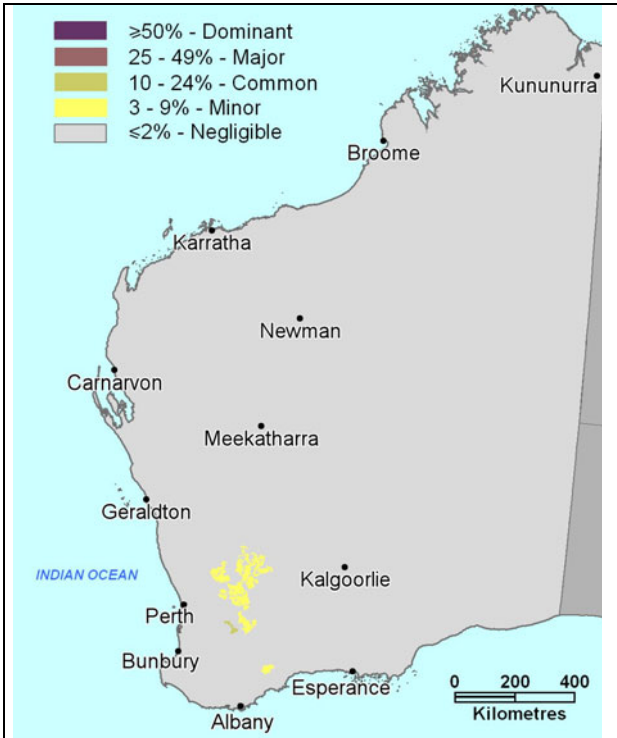 ≥50% - Dominant
25 - 49% - Major
10 - 24% - Common
3 - 9% - Minor
≤2% - Negligible
Kununurra
Broome
Karratha
Newman
Carnarvon
Meekatharra
Geraldton
INDIAN OCEAN
Kalgoorlie
Perth
Bunbury
Esperance
Albany
0 200 400
Kilometres